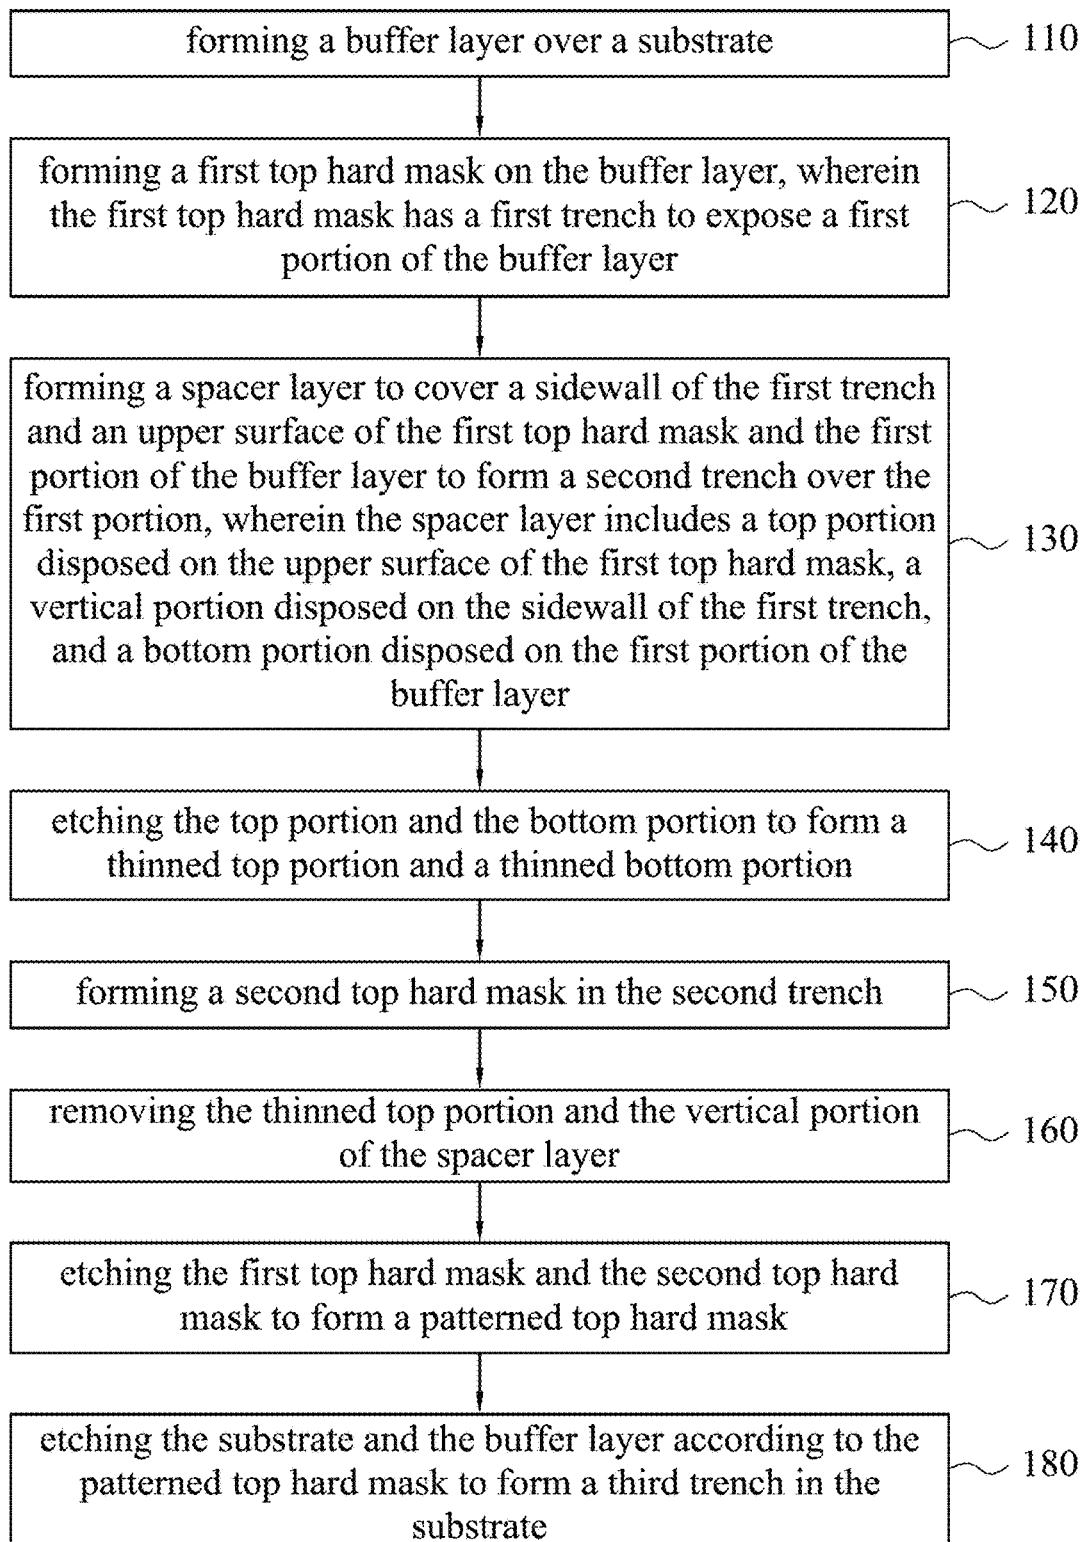 forming a buffer layer over a substrate
110
forming a first top hard mask on the buffer layer, wherein
the first top hard mask has a first trench to expose a first
portion of the buffer layer
120
forming a spacer layer to cover a sidewall of the first trench
and an upper surface of the first top hard mask and the first
portion of the buffer layer to form a second trench over the
first portion, wherein the spacer layer includes a top portion
disposed on the upper surface of the first top hard mask, a
vertical portion disposed on the sidewall of the first trench,
and a bottom portion disposed on the first portion of the
buffer layer
130
etching the top portion and the bottom portion to form a
thinned top portion and a thinned bottom portion
140
forming a second top hard mask in the second trench
150
removing the thinned top portion and the vertical portion
of the spacer layer
160
etching the first top hard mask and the second top hard
mask to form a patterned top hard mask
170
etching the substrate and the buffer layer according to the
patterned top hard mask to form a third trench in the
substrate
180